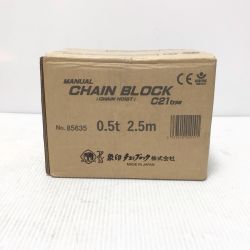 MANUAL
CHAIN BLOCK
(CHAIN HOIST)
C21 type
No. 85635 0.5t 2.5m
象印チェンブロック株式会社
MADE IN JAPAN